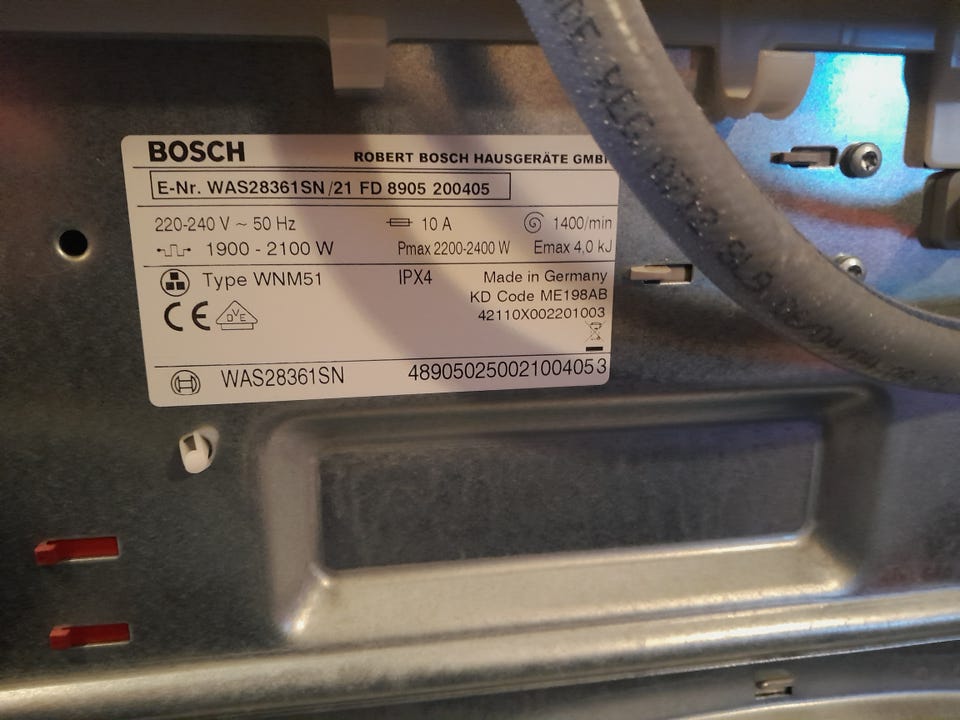 BOSCH
ROBERT BOSCH HAUSGERÄTE
E-Nr. WAS28361SN /21 FD 8905 200405
220-240 V ~ 50 Hz 10 A 1400/min
1900 - 2100 W Pmax 2200-2400 W Emax 4,0 kJ
Type WNM51 IPX4 Made in Germany
KD Code ME198AB
42110X002201003
CE DVE
WAS28361SN 489050250021004053